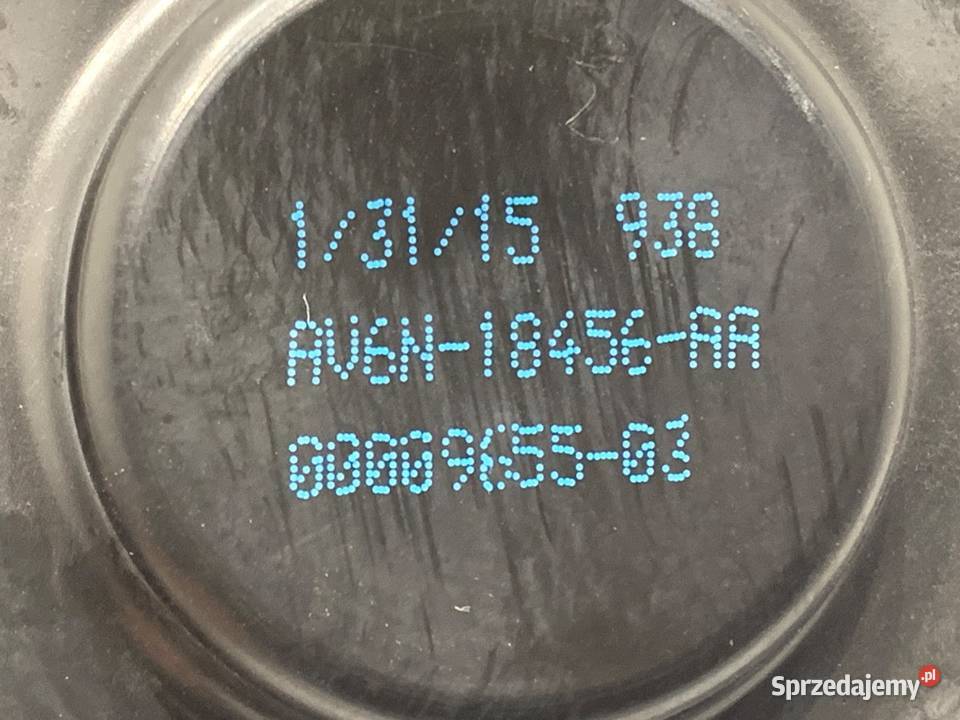 1/31/15 938
AV6N-18456-AA
00009655-03
Sprzedajemy.pl